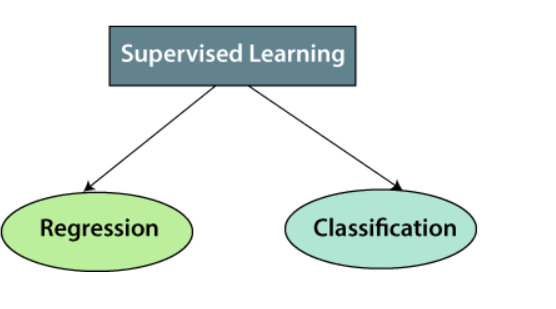 Supervised Learning
Regression
Classification